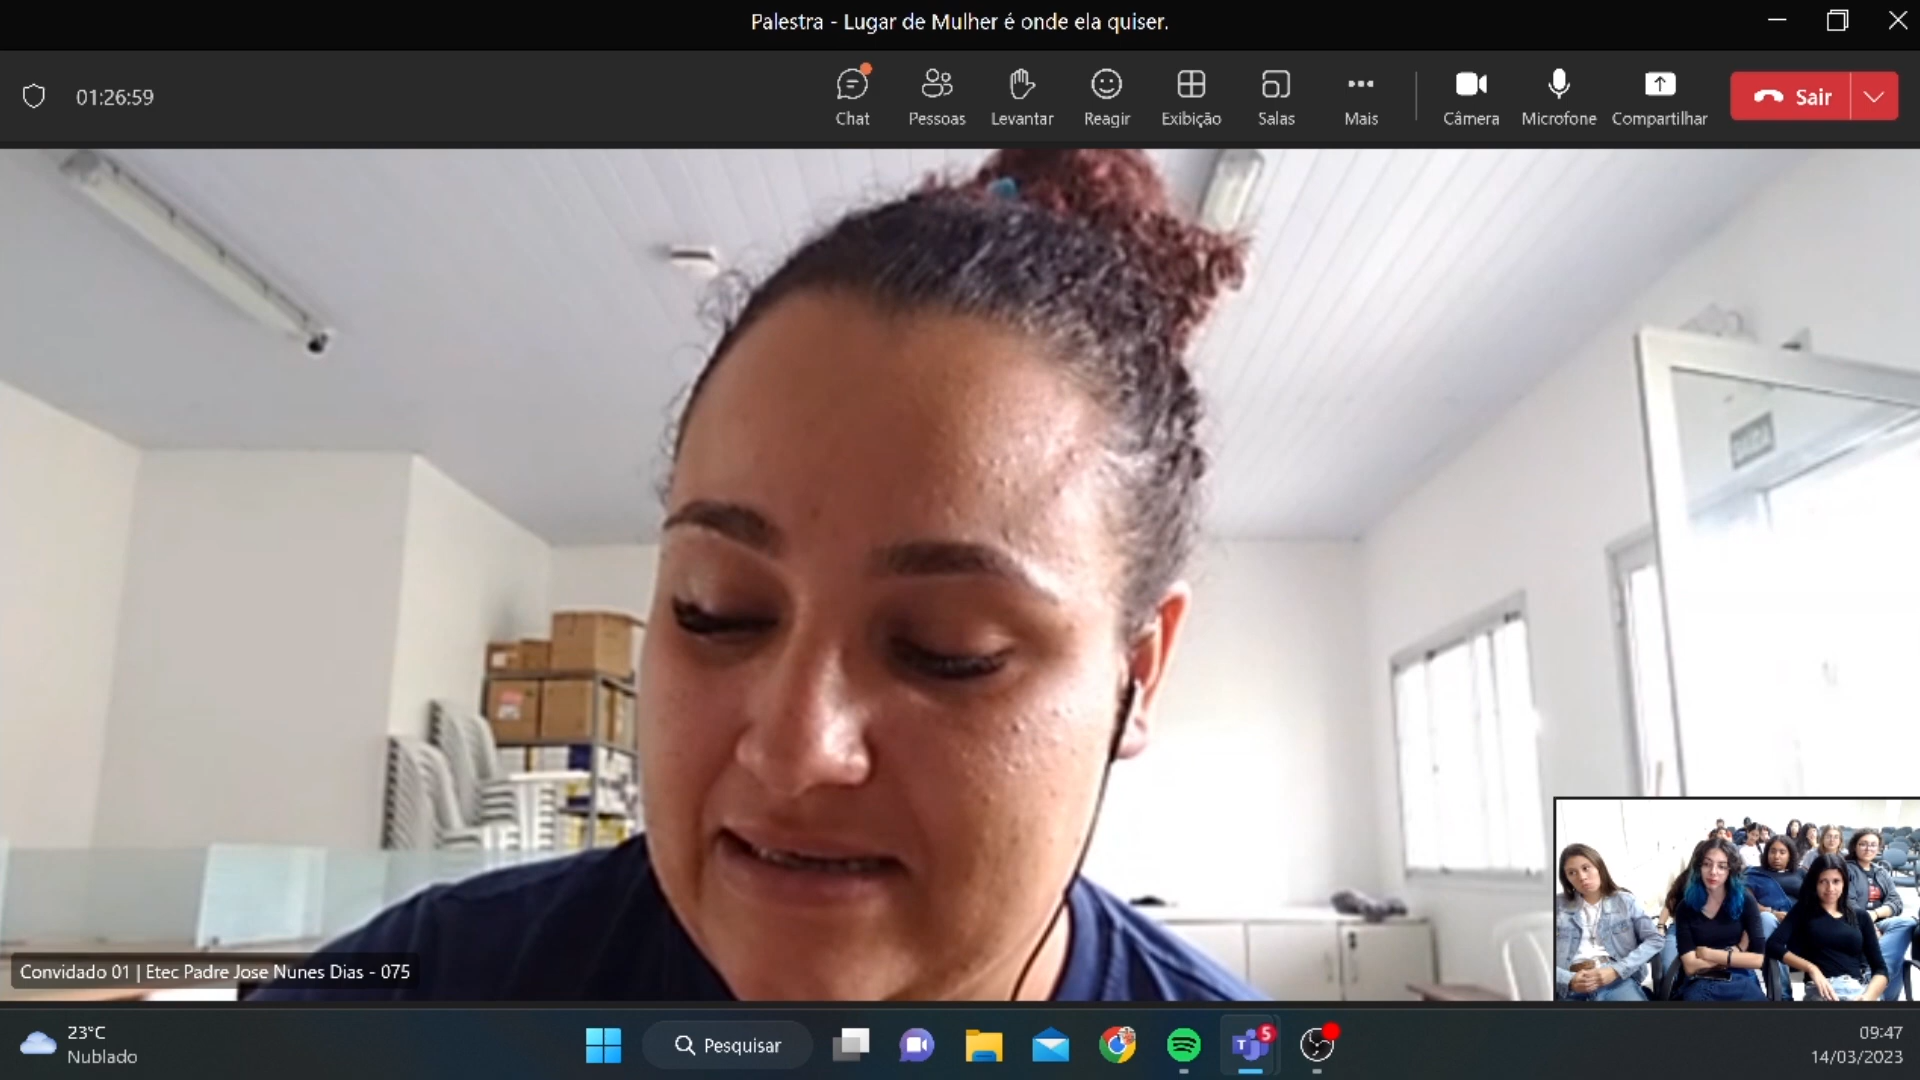 Palestra - Lugar de Mulher é onde ela quiser.
01:26:59
Chat
Pessoas
Levantar
Reagir
Exibição
Salas
Mais
Câmera
Microfone
Compartilhar
Sair
Convidado 01 | Etec Padre Jose Nunes Dias - 075
23°C
Nublado
Pesquisar
5
09:47
14/03/2023